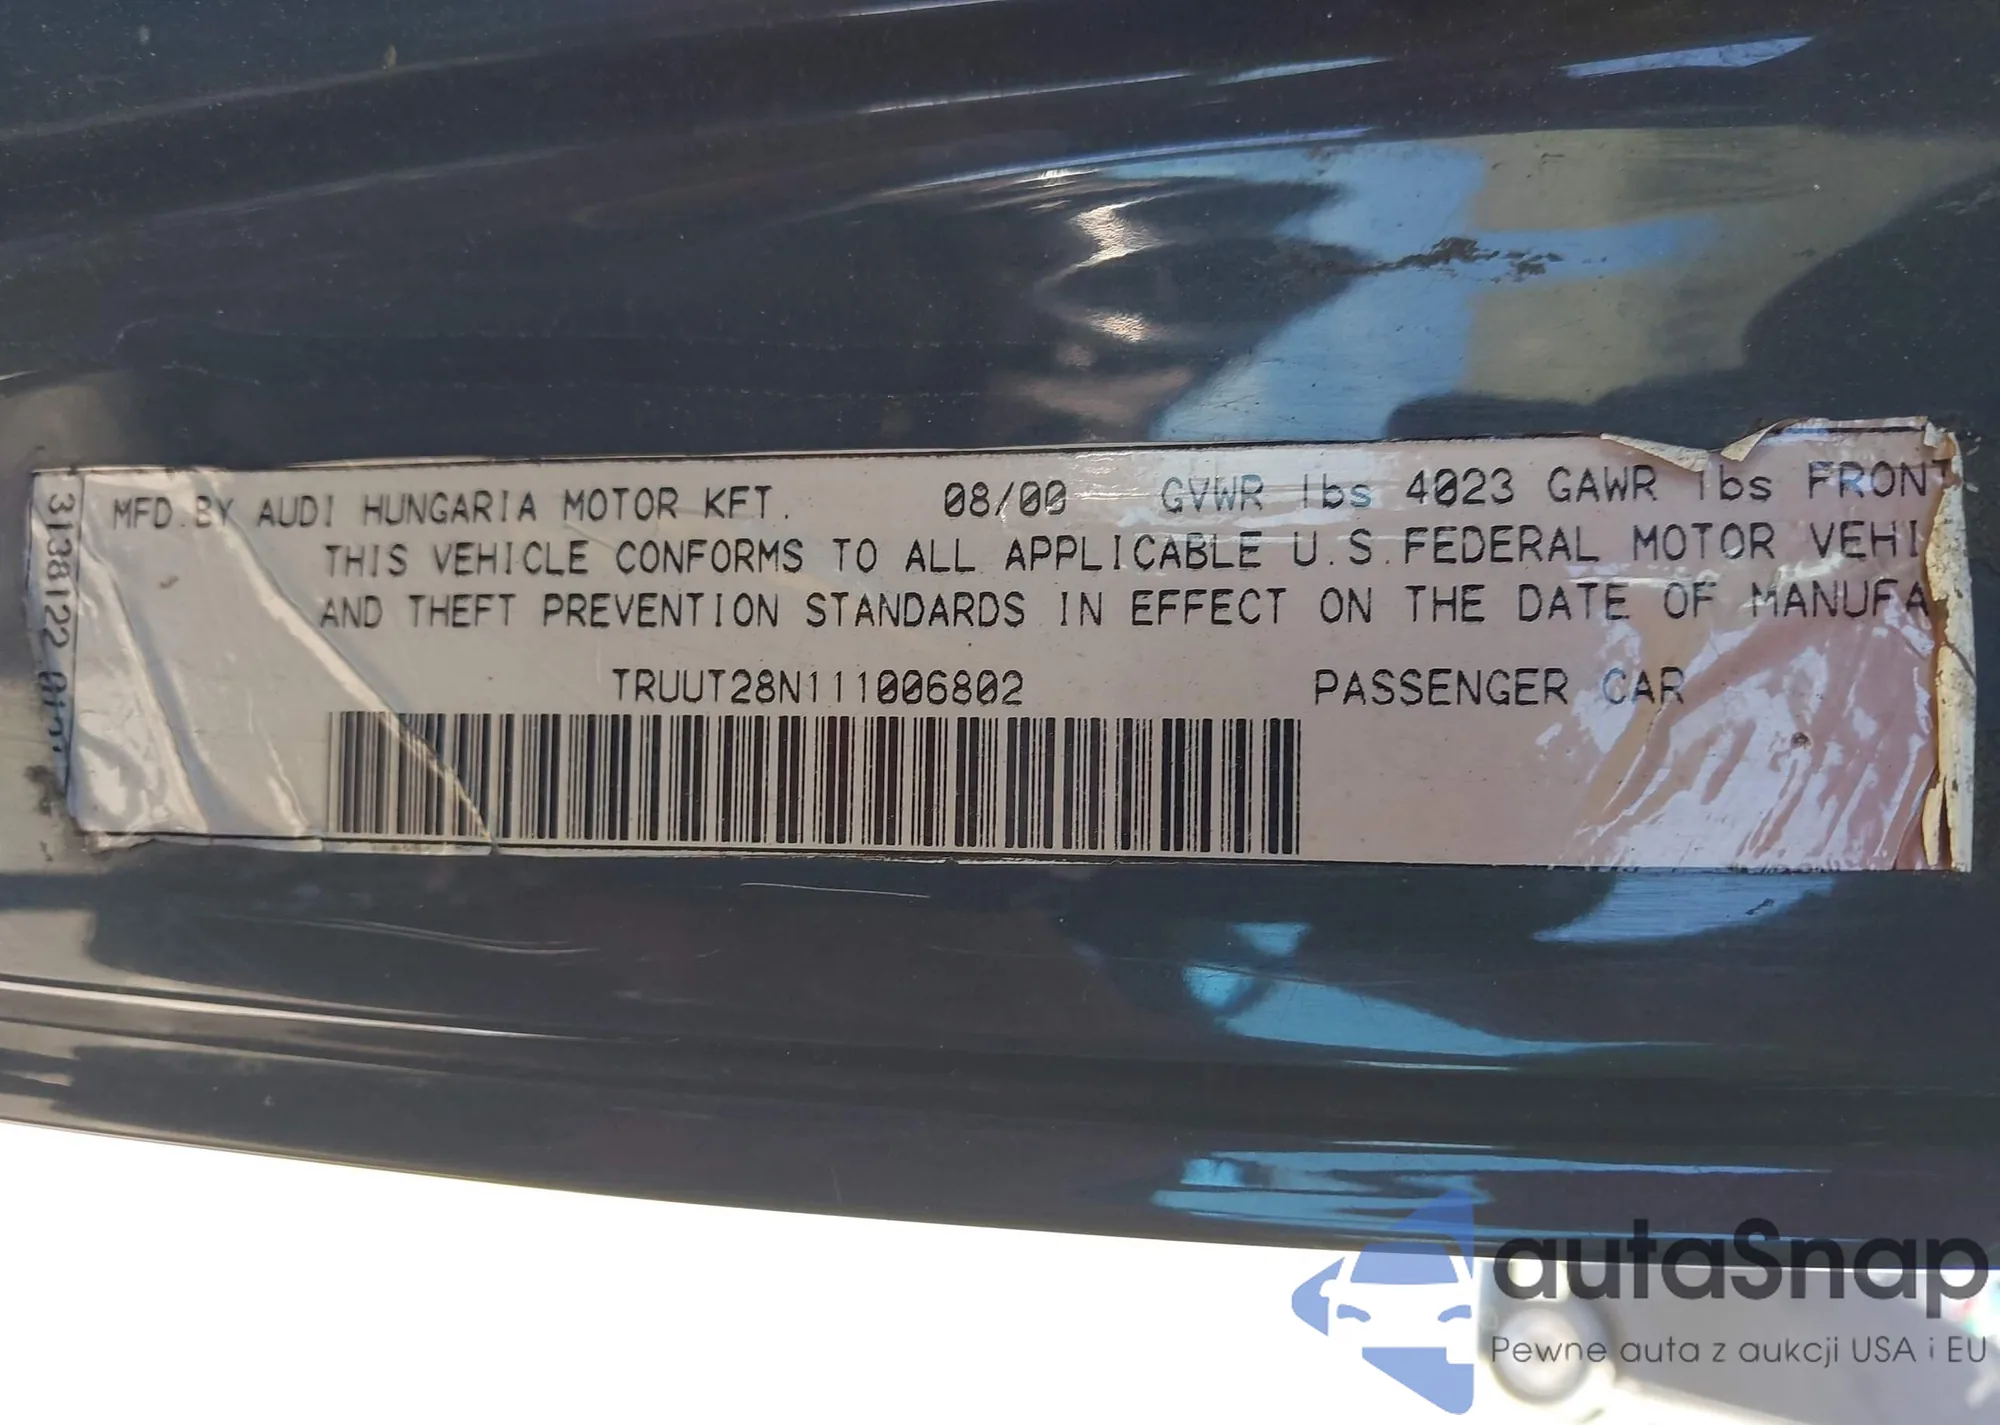 MFD. BY AUDI HUNGARIA MOTOR KFT. 08/00 GVWR lbs 4023 GAWR lbs FRONT
THIS VEHICLE CONFORMS TO ALL APPLICABLE U.S. FEDERAL MOTOR VEHI
AND THEFT PREVENTION STANDARDS IN EFFECT ON THE DATE OF MANUFA
TRUUT28N111006802 PASSENGER CAR
3138122
autaSnap
Pewne auta z aukcji USA i EU